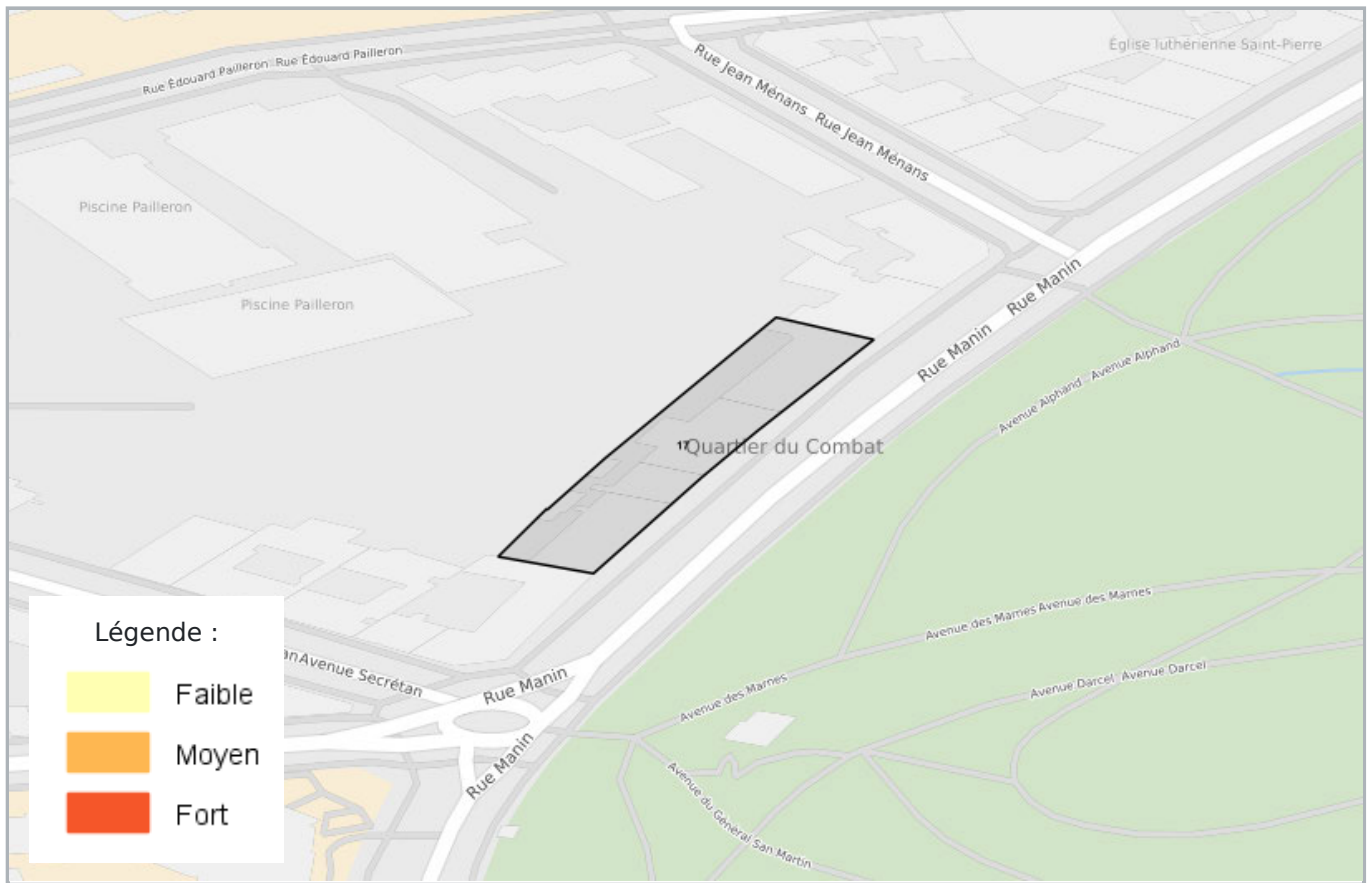 Église luthérienne Saint-Pierre
Rue Édouard Pailleron Rue Édouard Pailleron
Rue Jean Ménans Rue Jean Ménans
Piscine Pailleron
Piscine Pailleron
Rue Manin Rue Manin
Avenue Alphand Avenue Alphand
17
Quartier du Combat
Avenue des Marnes Avenue des Marnes
Avenue Secrétan
Rue Manin
Avenue des Marnes
Avenue Darcel Avenue Darcel
Rue Manin
Avenue du Général San Martin
Légende :
Faible
Moyen
Fort